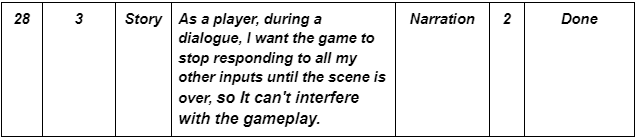 28 3 Story As a player, during a Narration 2 Done
dialogue, I want the game to
stop responding to all my
other inputs until the scene is
over, so It can't interfere
with the gameplay.